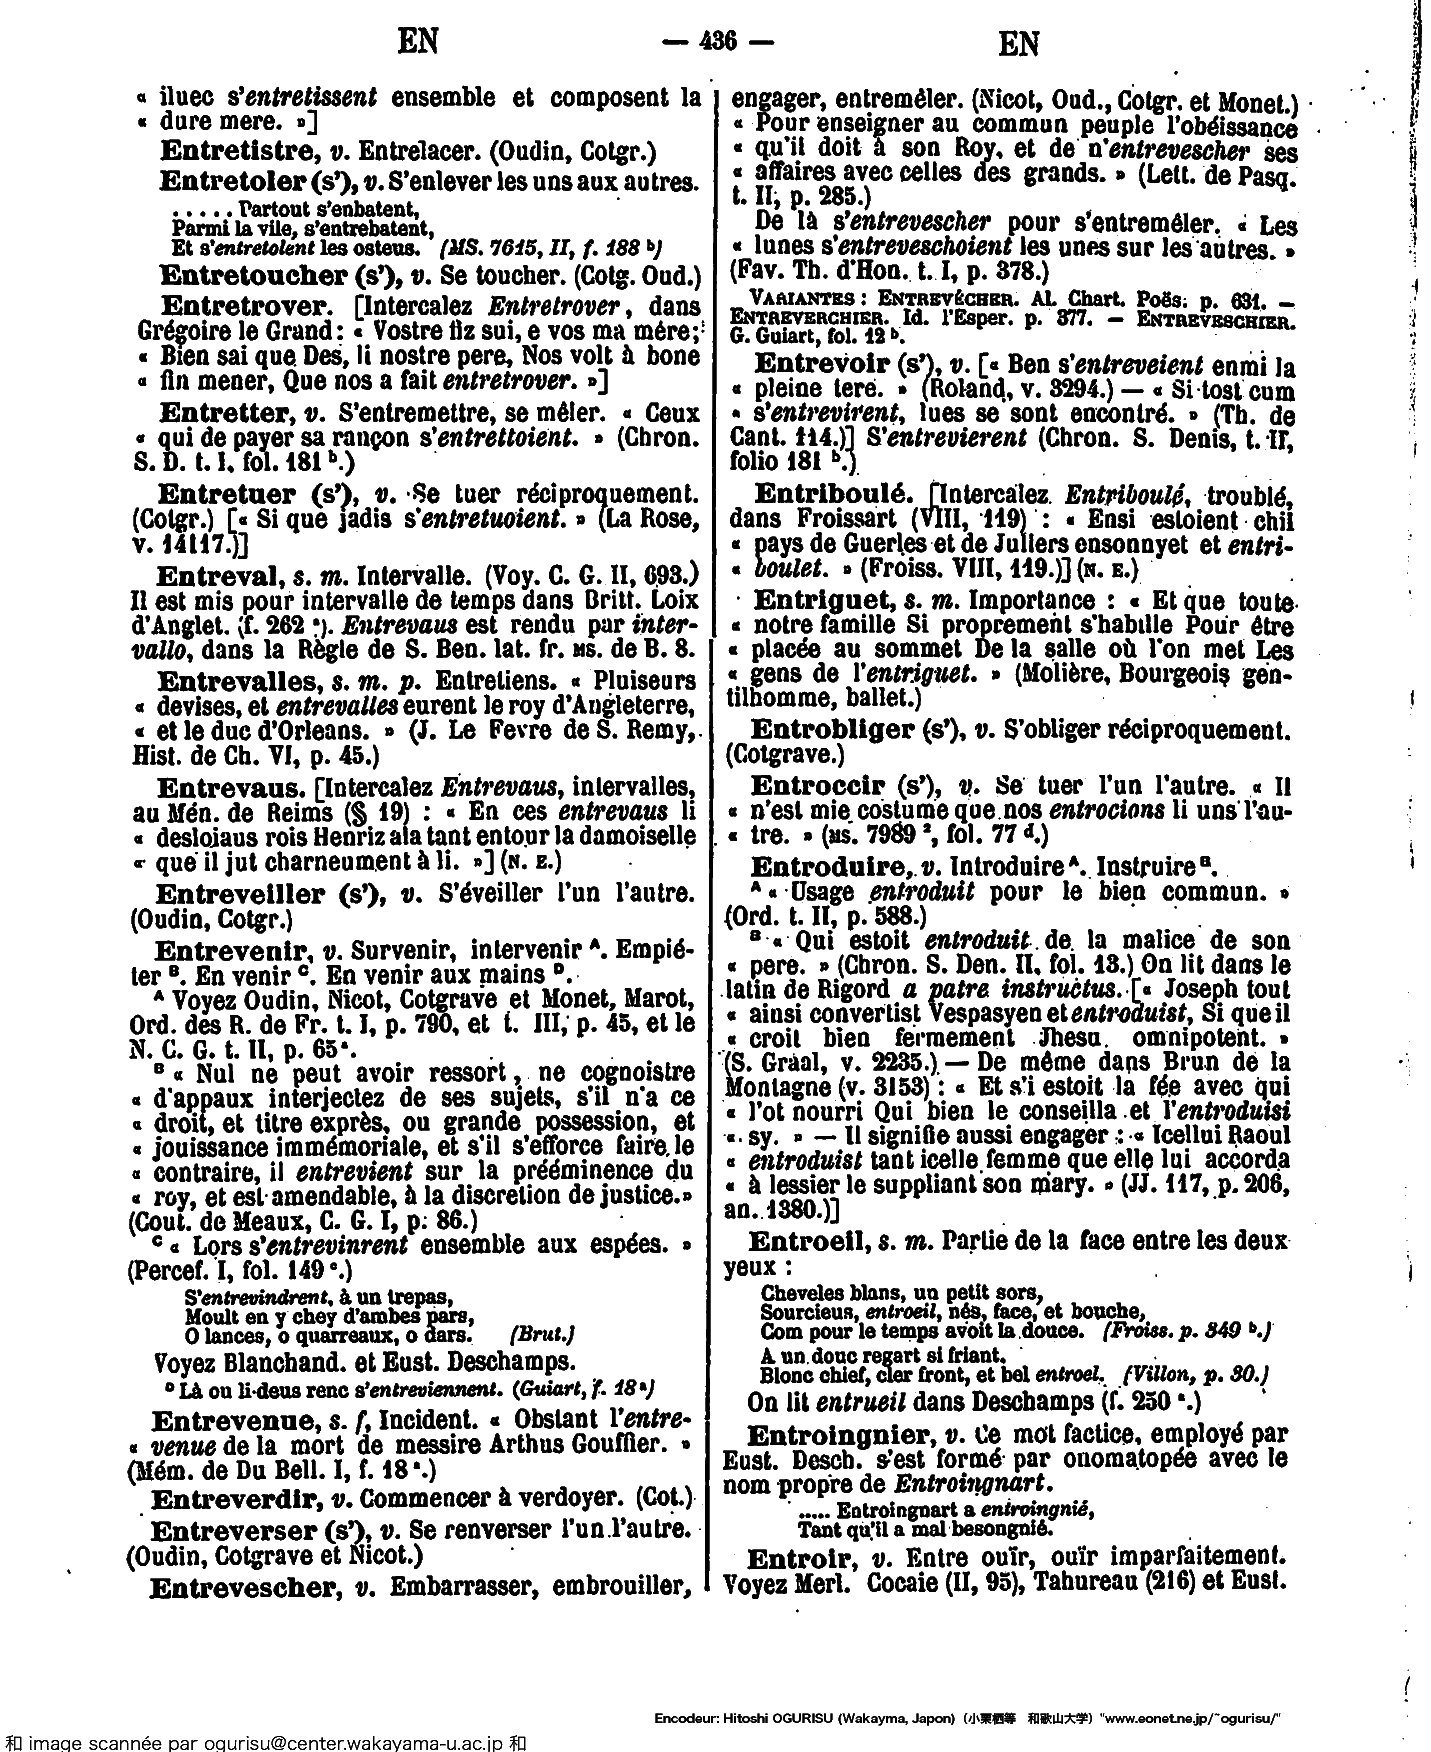 EN
— 436 —
EN
« iluec s'entretissent ensemble et composent la
« dure mere. »]
Entretistre, v. Entrelacer. (Oudin, Cotgr.)
Entretoler (s'), v. S'enlever les uns aux autres.
..... Partout s'enbatent,
Parmi la vile, s'entrebatent,
Et s'entretolent les osteus. (MS. 7615, II, f. 188 b)
Entretoucher (s'), v. Se toucher. (Cotg. Oud.)
Entretrover. [Intercalez Entretrover, dans
Grégoire le Grand : « Vostre fiz sui, e vos ma mére;
« Bien sai que Des, li nostre pere, Nos volt à bone
« fin mener, Que nos a fait entretrover. »]
Entretter, v. S'entremettre, se mêler. « Ceux
« qui de payer sa rançon s'entrettoient. » (Chron.
S. D. t. I, fol. 181 b.)
Entretuer (s'), v. Se tuer réciproquement.
(Cotgr.) [« Si que jadis s'entretuoient. » (La Rose,
v. 14117.)]
Entreval, s. m. Intervalle. (Voy. C. G. II, 693.)
Il est mis pour intervalle de temps dans Britt. Loix
d'Anglet. (f. 262 a). Entrevaus est rendu par inter-
vallo, dans la Règle de S. Ben. lat. fr. MS. de B. 8.
Entrevalles, s. m. p. Entretiens. « Pluiseurs
« devises, et entrevalles eurent le roy d'Angleterre,
« et le duc d'Orleans. » (J. Le Fevre de S. Remy,
Hist. de Ch. VI, p. 45.)
Entrevaus. [Intercalez Entrevaus, intervalles,
au Mén. de Reims (§ 19) : « En ces entrevaus li
« desloiaus rois Henriz ala tant entour la damoiselle
« que il jut charneument à li. »] (N. E.)
Entreveiller (s'), v. S'éveiller l'un l'autre.
(Oudin, Cotgr.)
Entrevenir, v. Survenir, intervenir A. Empié-
ter B. En venir C. En venir aux mains D.
A Voyez Oudin, Nicot, Cotgrave et Monet, Marot,
Ord. des R. de Fr. t. I, p. 790, et t. III, p. 45, et le
N. C. G. t. II, p. 65 a.
B « Nul ne peut avoir ressort, ne cognoistre
« d'appaux interjectez de ses sujets, s'il n'a ce
« droit, et titre exprès, ou grande possession, et
« jouissance immémoriale, et s'il s'efforce faire le
« contraire, il entrevient sur la prééminence du
« roy, et est amendable, à la discretion de justice. »
(Cout. de Meaux, C. G. I, p. 86.)
C « Lors s'entrevinrent ensemble aux espées. »
(Percef. I, fol. 149 c.)
S'entrevindrent, à un trepas,
Moult en y chey d'ambes pars,
O lances, o quarreaux, o dars. (Brut.)
Voyez Blanchand. et Eust. Deschamps.
D Là ou li deus renc s'entreviennent. (Guiart, f. 18 a)
Entrevenue, s. f. Incident. « Obstant l'entre-
« venue de la mort de messire Arthus Gouffier. »
(Mém. de Du Bell. I, f. 18 a.)
Entreverdir, v. Commencer à verdoyer. (Cot.)
Entreverser (s'), v. Se renverser l'un l'autre.
(Oudin, Cotgrave et Nicot.)
Entrevescher, v. Embarrasser, embrouiller,
engager, entremêler. (Nicot, Oud., Cotgr. et Monet.)
« Pour enseigner au commun peuple l'obéissance
« qu'il doit à son Roy, et de n'entrevescher ses
« affaires avec celles des grands. » (Lett. de Pasq.
t. II, p. 285.)
De là s'entrevescher pour s'entremêler. « Les
« lunes s'entreveschoient les unes sur les autres. »
(Fav. Th. d'Hon. t. I, p. 378.)
VARIANTES : ENTREVÊCHER. Al. Chart. Poës. p. 631. —
ENTREVERCHIER. Id. l'Esper. p. 377. — ENTREVESCHIER.
G. Guiart, fol. 12 b.
Entrevoir (s'), v. [« Ben s'entreveient enmi la
« pleine tere. » (Roland, v. 3294.) — « Si tost cum
« s'entrevirent, lues se sont encontré. » (Th. de
Cant. 114.)] S'entrevierent (Chron. S. Denis, t. II,
folio 181 b.)
Entriboulé. [Intercalez Entriboulé, troublé,
dans Froissart (VIII, 119) : « Ensi estoient chil
« pays de Guerles et de Jullers ensonnyet et entri-
« boulet. » (Froiss. VIII, 119.)] (N. E.)
Entriguet, s. m. Importance : « Et que toute
« notre famille Si proprement s'habille Pour être
« placée au sommet De la salle où l'on met Les
« gens de l'entriguet. » (Molière, Bourgeois gen-
tilhomme, ballet.)
Entrobliger (s'), v. S'obliger réciproquement.
(Cotgrave.)
Entroccir (s'), v. Se tuer l'un l'autre. « Il
« n'est mie costume que nos entrocions li uns l'au-
« tre. » (MS. 7989 2, fol. 77 d.)
Entroduire, v. Introduire A. Instruire B.
A « Usage entroduit pour le bien commun. »
(Ord. t. II, p. 588.)
B « Qui estoit entroduit de la malice de son
« pere. » (Chron. S. Den. II, fol. 13.) On lit dans le
latin de Rigord a patre instructus. [« Joseph tout
« ainsi convertist Vespasyen et entroduist, Si que il
« croit bien fermement Jhesu omnipotent. »
(S. Graal, v. 2235.) — De même dans Brun de la
Montagne (v. 3153) : « Et s'i estoit la fée avec qui
« l'ot nourri Qui bien le conseilla et l'entroduisi
« sy. » — Il signifie aussi engager : « Icellui Raoul
« entroduist tant icelle femme que elle lui accorda
« à lessier le suppliant son mary. » (JJ. 117, p. 206,
an. 1380.)]
Entroeil, s. m. Partie de la face entre les deux
yeux :
Cheveles blans, un petit sors,
Sourcieus, entroeil, nés, face, et bouche,
Com pour le temps avoit la douce. (Froiss. p. 349 b.)
A un douc regart si friant.
Blonc chief, cler front, et bel entroel. (Villon, p. 30.)
On lit entrueil dans Deschamps (f. 250 a.)
Entroingnier, v. Ce mot factice, employé par
Eust. Desch. s'est formé par onomatopée avec le
nom propre de Entroingnart.
..... Entroingnart a entroingnié,
Tant qu'il a mal besongnié.
Entroir, v. Entre ouïr, ouïr imparfaitement.
Voyez Merl. Cocaie (II, 95), Tahureau (216) et Eust.
Encodeur: Hitoshi OGURISU (Wakayma, Japon) (小栗栖等 和歌山大学) "www.eonet.ne.jp/~ogurisu/"
和 image scannée par ogurisu@center.wakayama-u.ac.jp 和